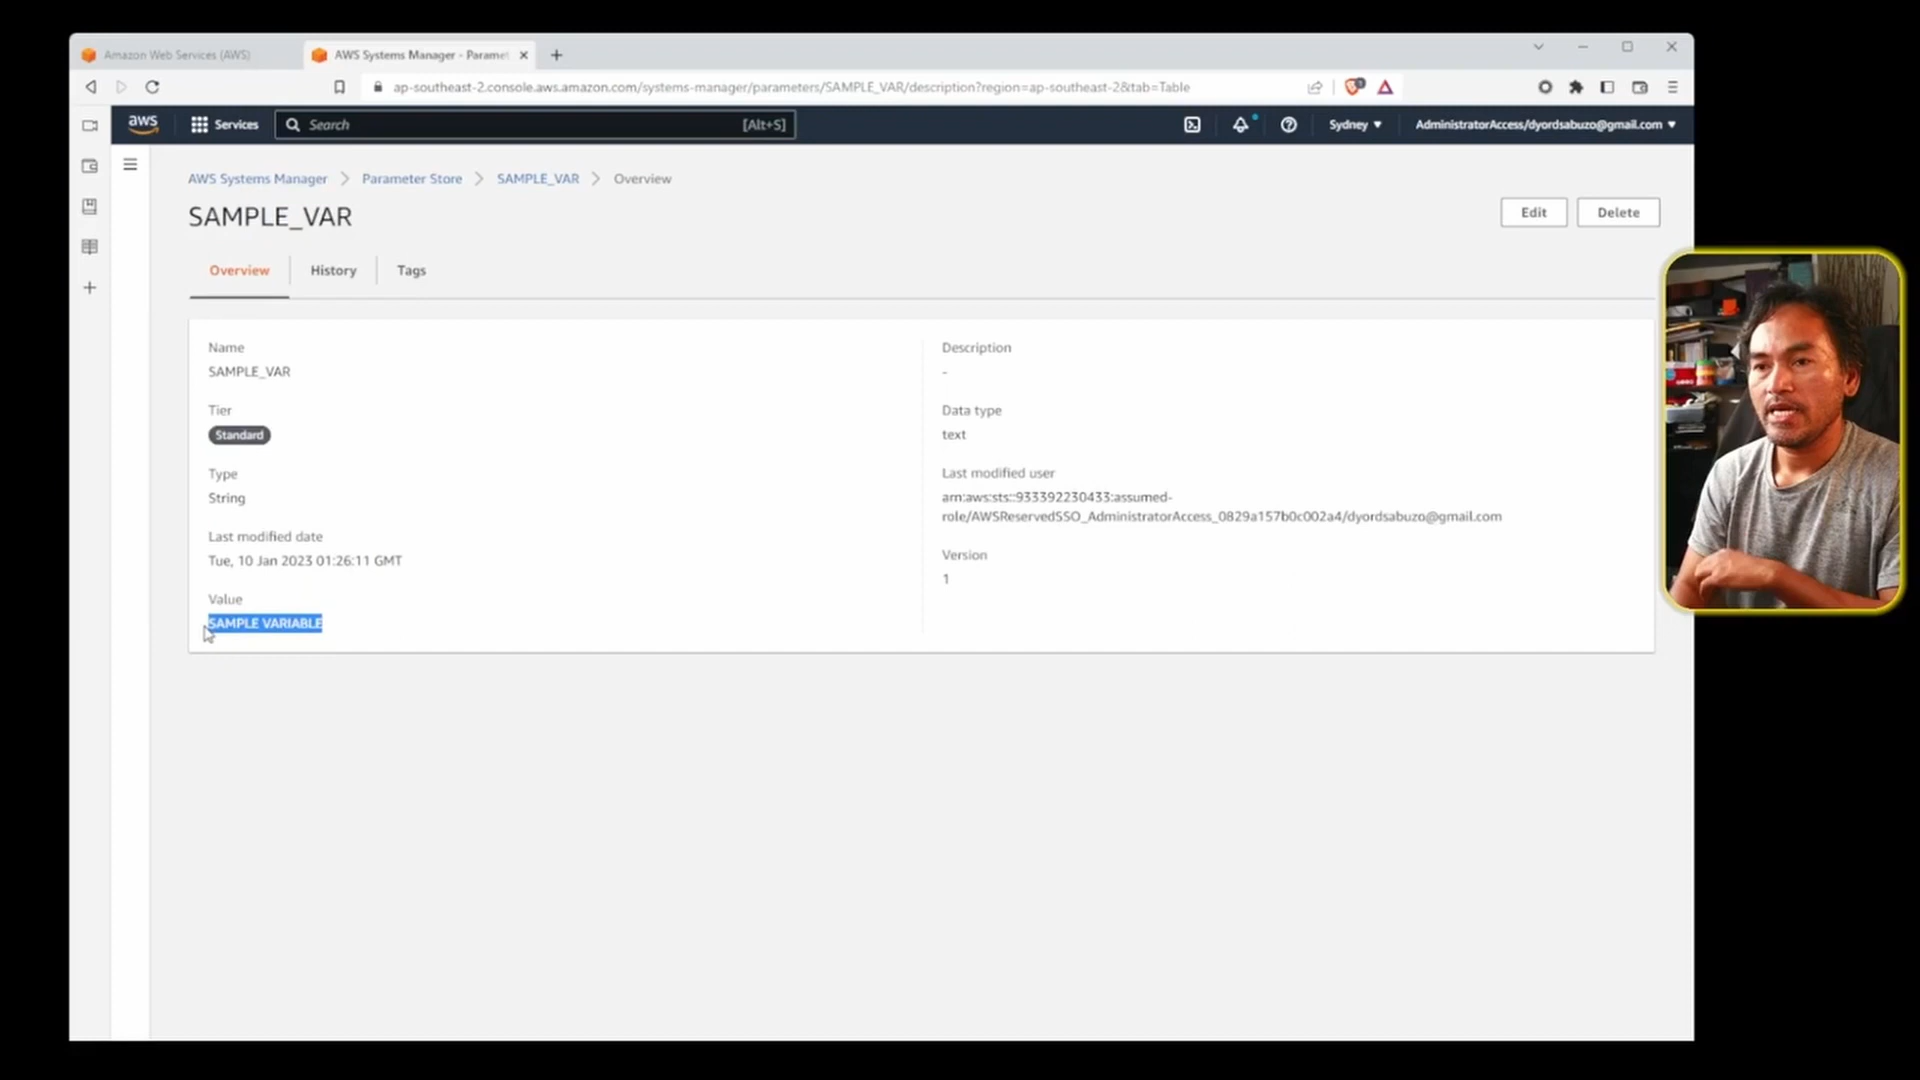 Amazon Web Services (AWS)
AWS Systems Manager - Paramet
ap-southeast-2.console.aws.amazon.com/systems-manager/parameters/SAMPLE_VAR/description?region=ap-southeast-2&tab=Table
aws
Services
Search
[Alt+S]
Sydney
AdministratorAccess/dyordsabuzo@gmail.com
AWS Systems Manager
Parameter Store
SAMPLE_VAR
Overview
SAMPLE_VAR
Edit
Delete
Overview
History
Tags
Name
SAMPLE_VAR
Tier
Standard
Type
String
Last modified date
Tue, 10 Jan 2023 01:26:11 GMT
Value
SAMPLE VARIABLE
Description
-
Data type
text
Last modified user
arn:aws:sts::933392230433:assumed-
role/AWSReservedSSO_AdministratorAccess_0829a157b0c002a4/dyordsabuzo@gmail.com
Version
1